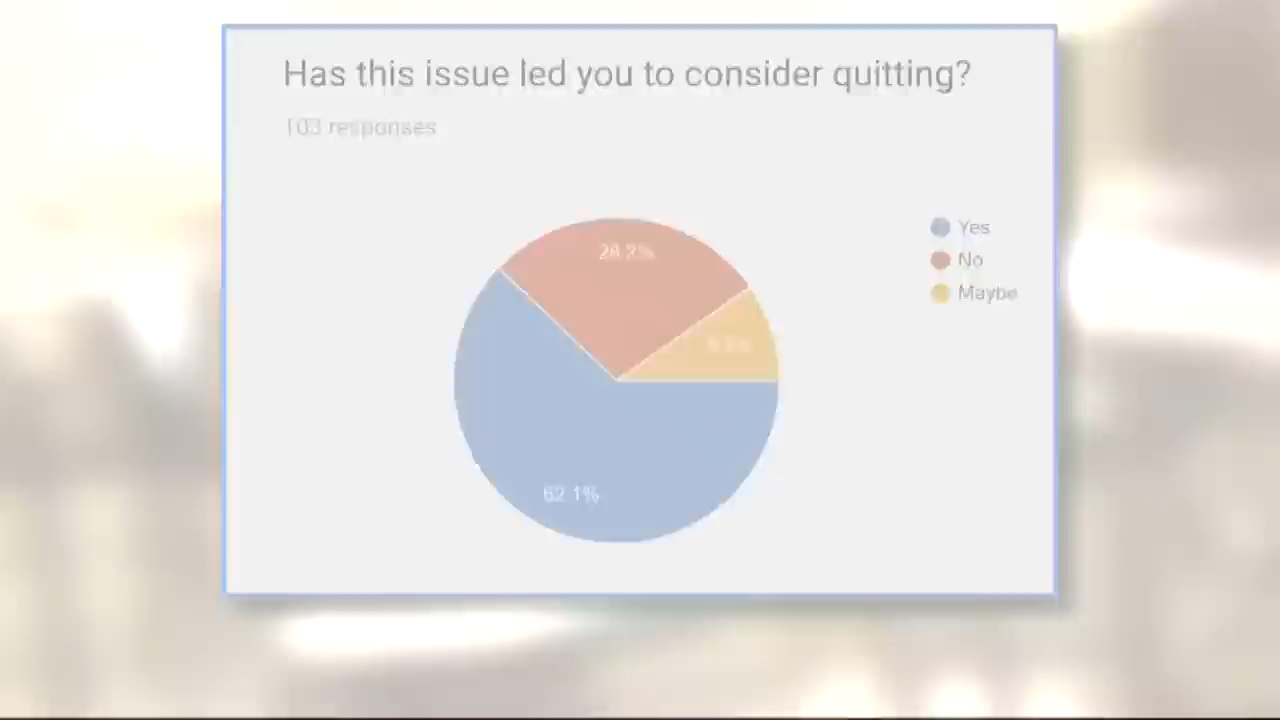 Has this issue led you to consider quitting?
103 responses
28.2%
62.1%
Yes
No
Maybe